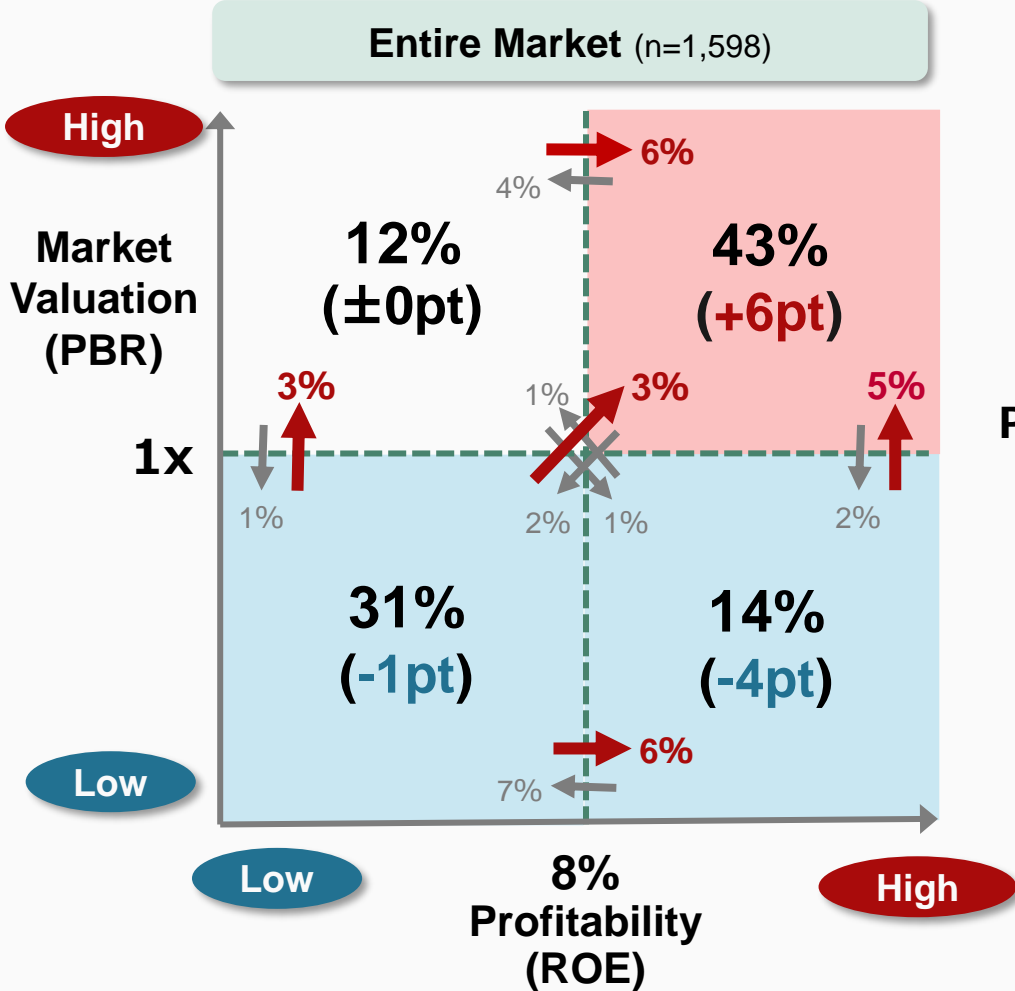 Entire Market (n=1,598)
High
6%
4%
Market
Valuation
(PBR)
12%
(±0pt)
43%
(+6pt)
3%
1%
3%
5%
P
1x
1%
2%
1%
2%
31%
(-1pt)
14%
(-4pt)
6%
7%
Low
Low
8%
High
Profitability
(ROE)